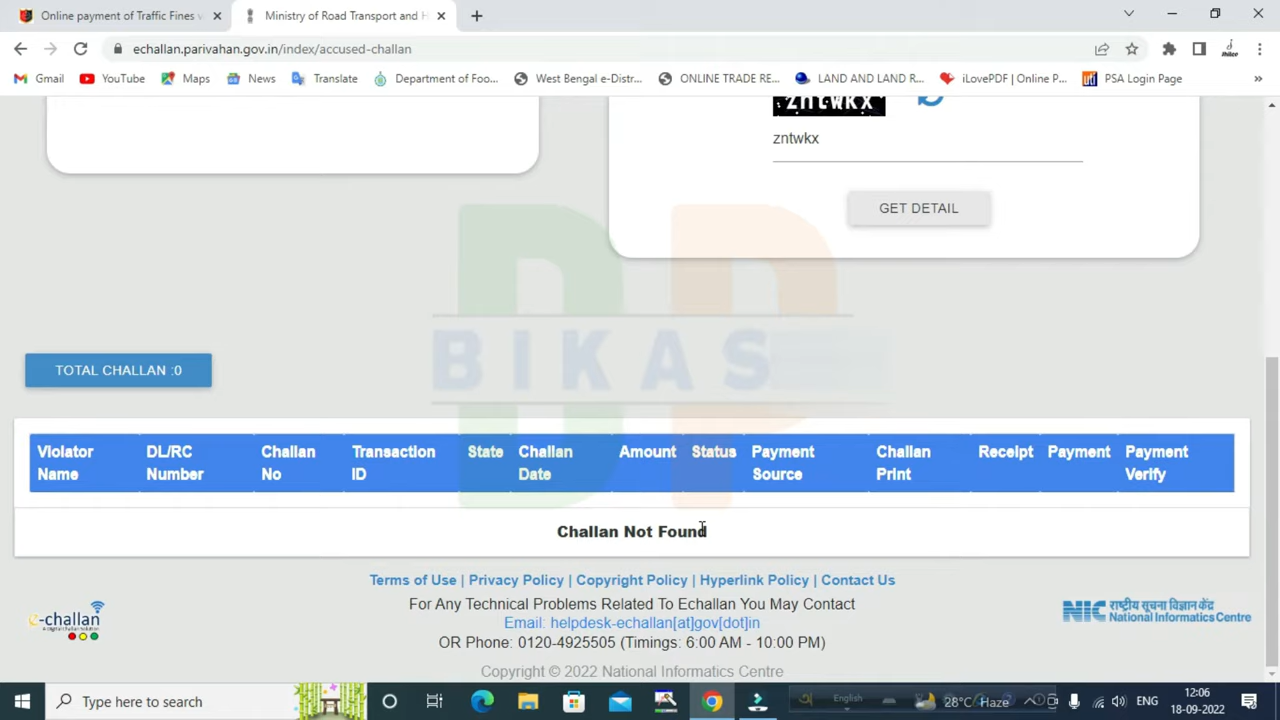 Online payment of Traffic Fines v
Ministry of Road Transport and H
echallan.parivahan.gov.in/index/accused-challan
Gmail YouTube Maps News Translate Department of Foo... West Bengal e-Distr... ONLINE TRADE RE... LAND AND LAND R... iLovePDF | Online P... PSA Login Page »
zntwkx
zntwkx
GET DETAIL
DP
BIKAS
TOTAL CHALLAN :0
Violator Name
DL/RC Number
Challan No
Transaction ID
State
Challan Date
Amount
Status
Payment Source
Challan Print
Receipt
Payment
Payment Verify
Challan Not Found
Terms of Use | Privacy Policy | Copyright Policy | Hyperlink Policy | Contact Us
For Any Technical Problems Related To Echallan You May Contact
Email: helpdesk-echallan[at]gov[dot]in
OR Phone: 0120-4925505 (Timings: 6:00 AM - 10:00 PM)
Copyright © 2022 National Informatics Centre
e-challan
NIC राष्ट्रीय सूचना विज्ञान केंद्र
National Informatics Centre
Type here to search
English
28°C Haze
ENG
12:06
18-09-2022